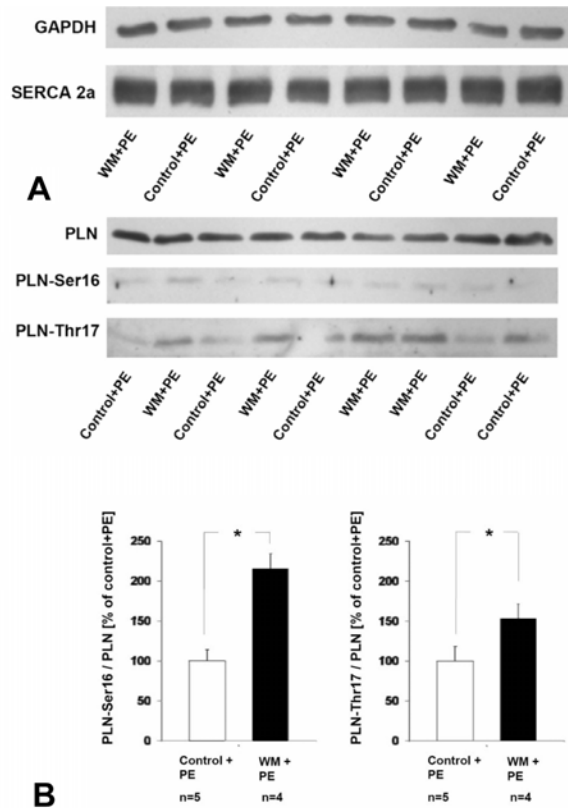 GAPDH
SERCA 2a
WM+PE
Control+PE
WM+PE
Control+PE
WM+PE
Control+PE
WM+PE
Control+PE
A
PLN
PLN-Ser16
PLN-Thr17
Control+PE
WM+PE
Control+PE
WM+PE
Control+PE
WM+PE
WM+PE
Control+PE
Control+PE
PLN-Ser16 / PLN [% of control+PE]
250
200
150
100
50
0
*
Control +
PE
WM +
PE
n=5
n=4
PLN-Thr17 / PLN [% of control+PE]
250
200
150
100
50
0
*
Control +
PE
WM +
PE
n=5
n=4
B